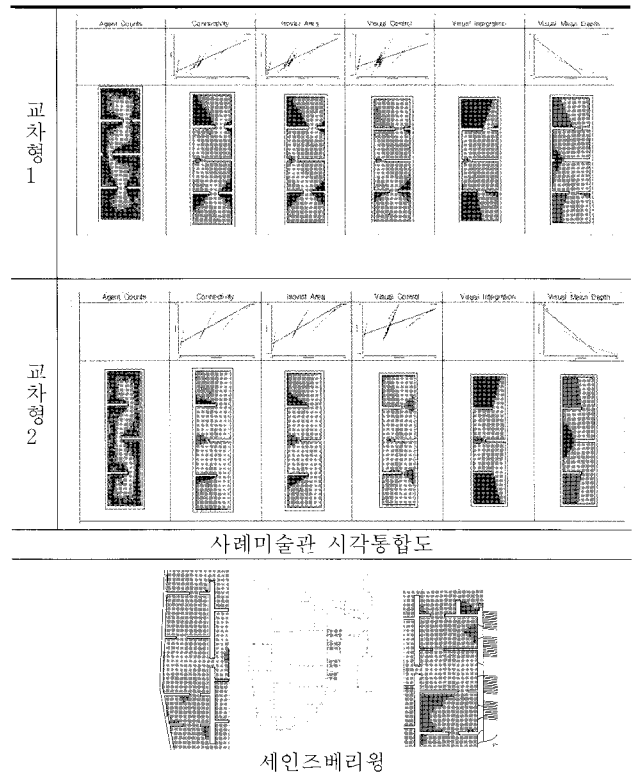 교차형1
Agent Counts Connectivity Isovist Area Visual Control Visual Integration Visual Mean Depth
교차형2
Agent Counts Connectivity Isovist Area Visual Control Visual Integration Visual Mean Depth
사례미술관 시각통합도
세인즈베리윙